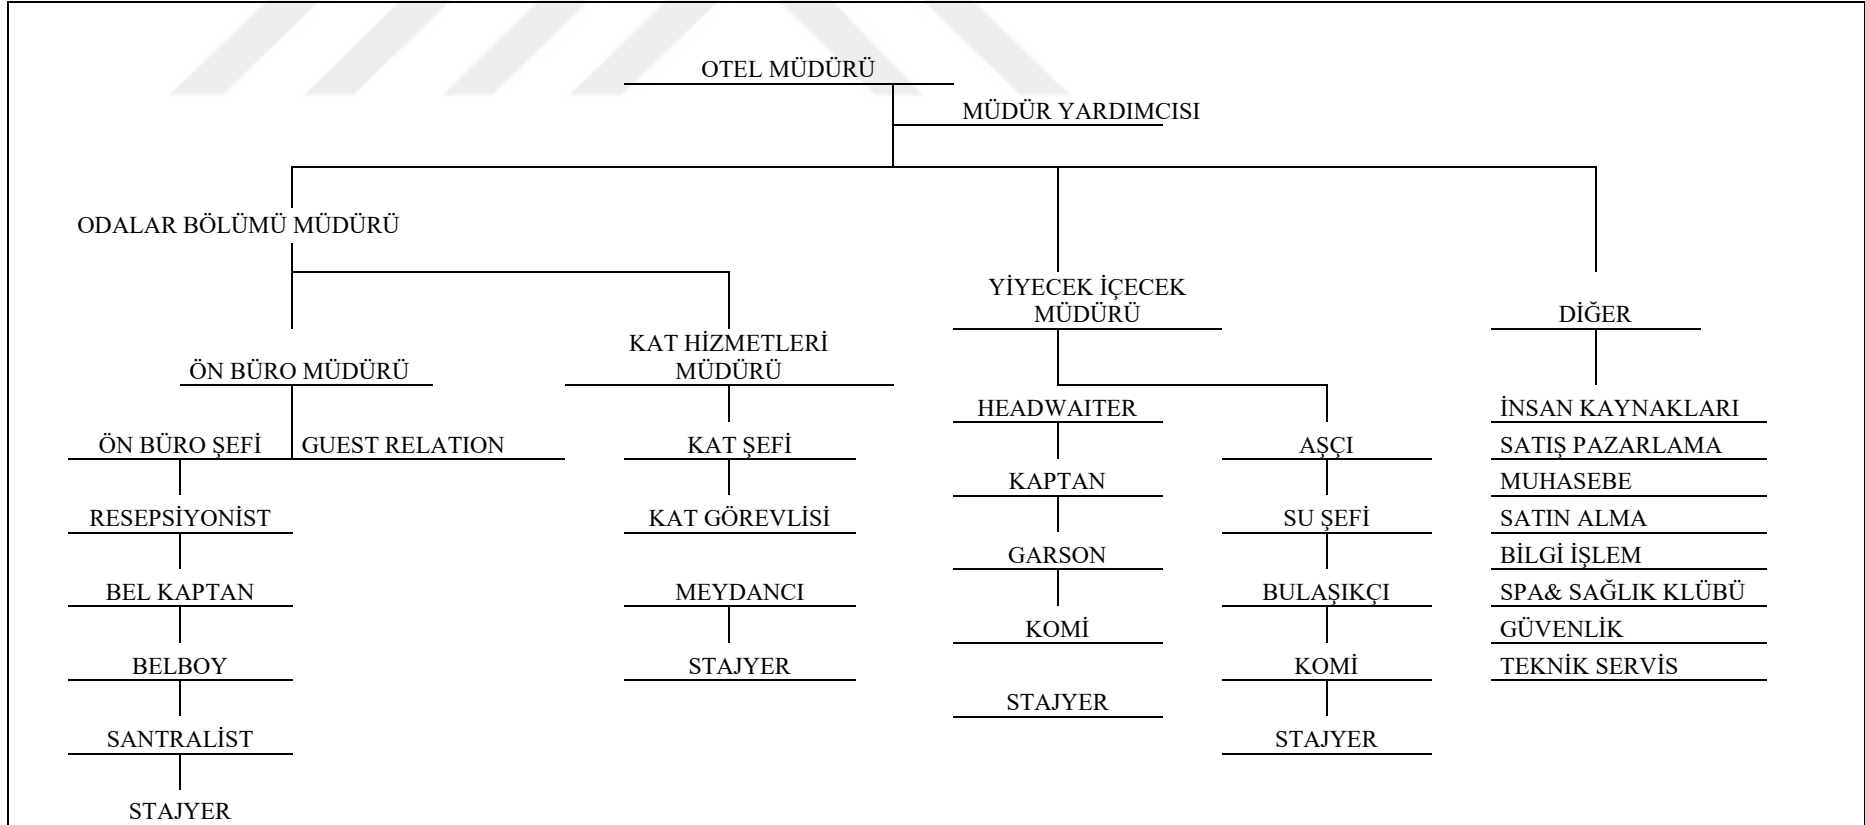 OTEL MÜDÜRÜ
MÜDÜR YARDIMCISI
ODALAR BÖLÜMÜ MÜDÜRÜ
ÖN BÜRO MÜDÜRÜ
ÖN BÜRO ŞEFİ
GUEST RELATION
RESEPSİYONİST
BEL KAPTAN
BELBOY
SANTRALİST
STAJYER
KAT HİZMETLERİ
MÜDÜRÜ
KAT ŞEFİ
KAT GÖREVLİSİ
MEYDANCI
STAJYER
YİYECEK İÇECEK
MÜDÜRÜ
HEADWAITER
KAPTAN
GARSON
KOMİ
STAJYER
AŞÇI
SU ŞEFİ
BULAŞIKÇI
KOMİ
STAJYER
DİĞER
İNSAN KAYNAKLARI
SATIŞ PAZARLAMA
MUHASEBE
SATIN ALMA
BİLGİ İŞLEM
SPA& SAĞLIK KLÜBÜ
GÜVENLİK
TEKNİK SERVİS